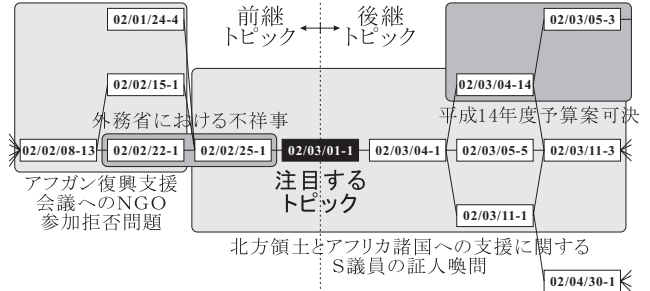 02/01/24-4
前継
トピック
後継
トピック
02/03/05-3
02/02/15-1
02/03/04-14
外務省における不祥事
平成14年度予算案可決
02/02/08-13
02/02/22-1
02/02/25-1
02/03/01-1
02/03/04-1
02/03/05-5
02/03/11-3
アフガン復興支援
会議へのNGO
参加拒否問題
注目する
トピック
02/03/11-1
北方領土とアフリカ諸国への支援に関する
S議員の証人喚問
02/04/30-1